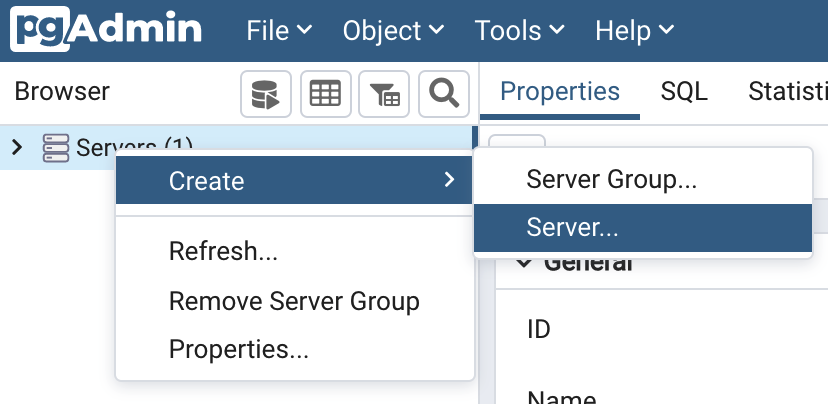 pgAdmin File Object Tools Help
Browser
Properties SQL Statisti
Servers (1)
Create
Server Group...
Server...
Refresh...
Remove Server Group
Properties...
General
ID
Name